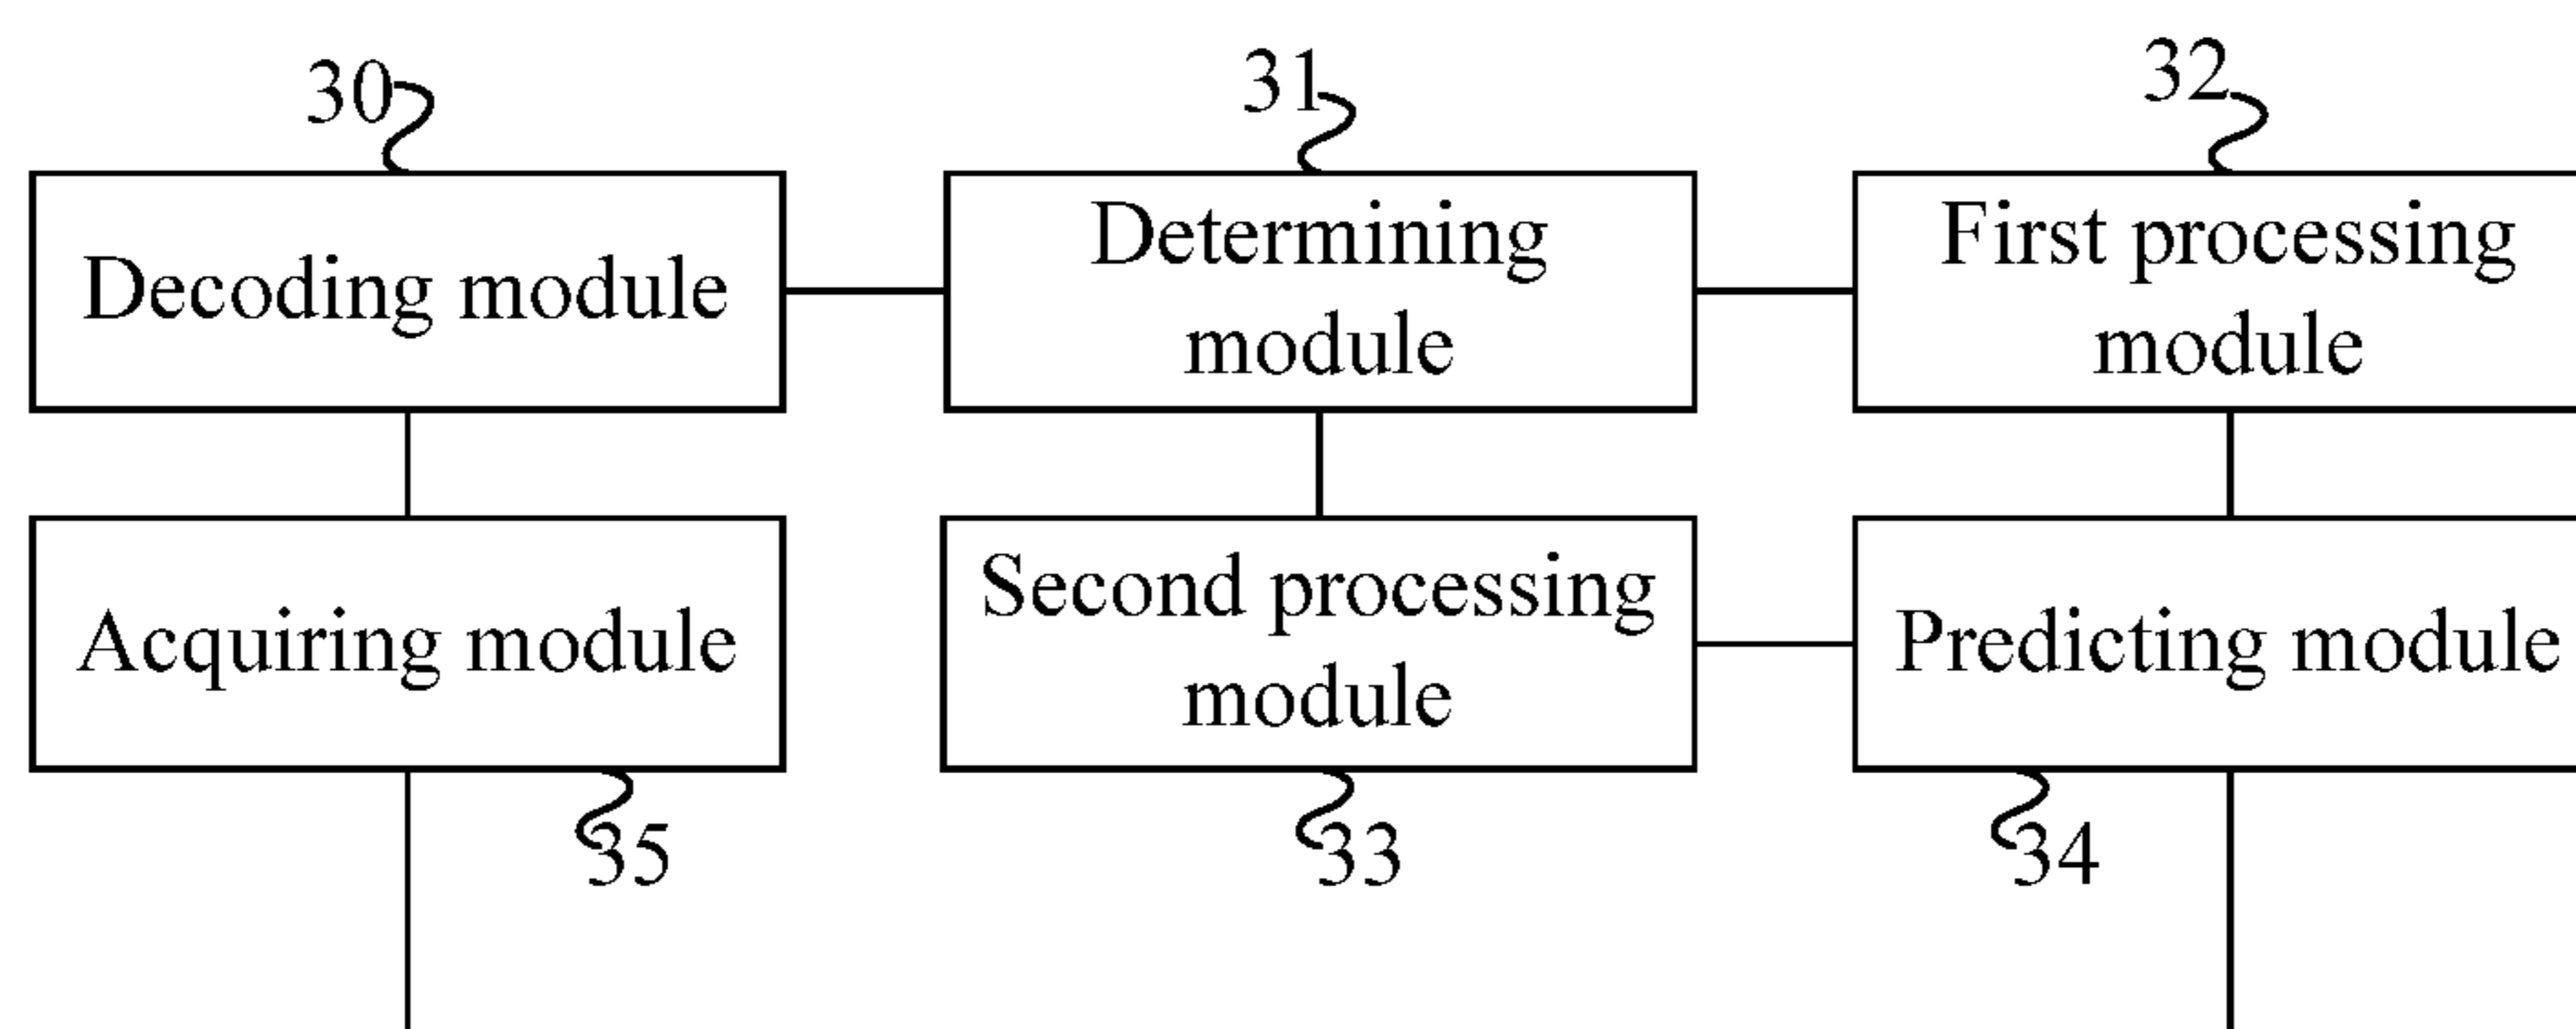 30
31
32
Decoding module
Determining
module
First processing
module
Acquiring module
Second processing
module
Predicting module
35
33
34